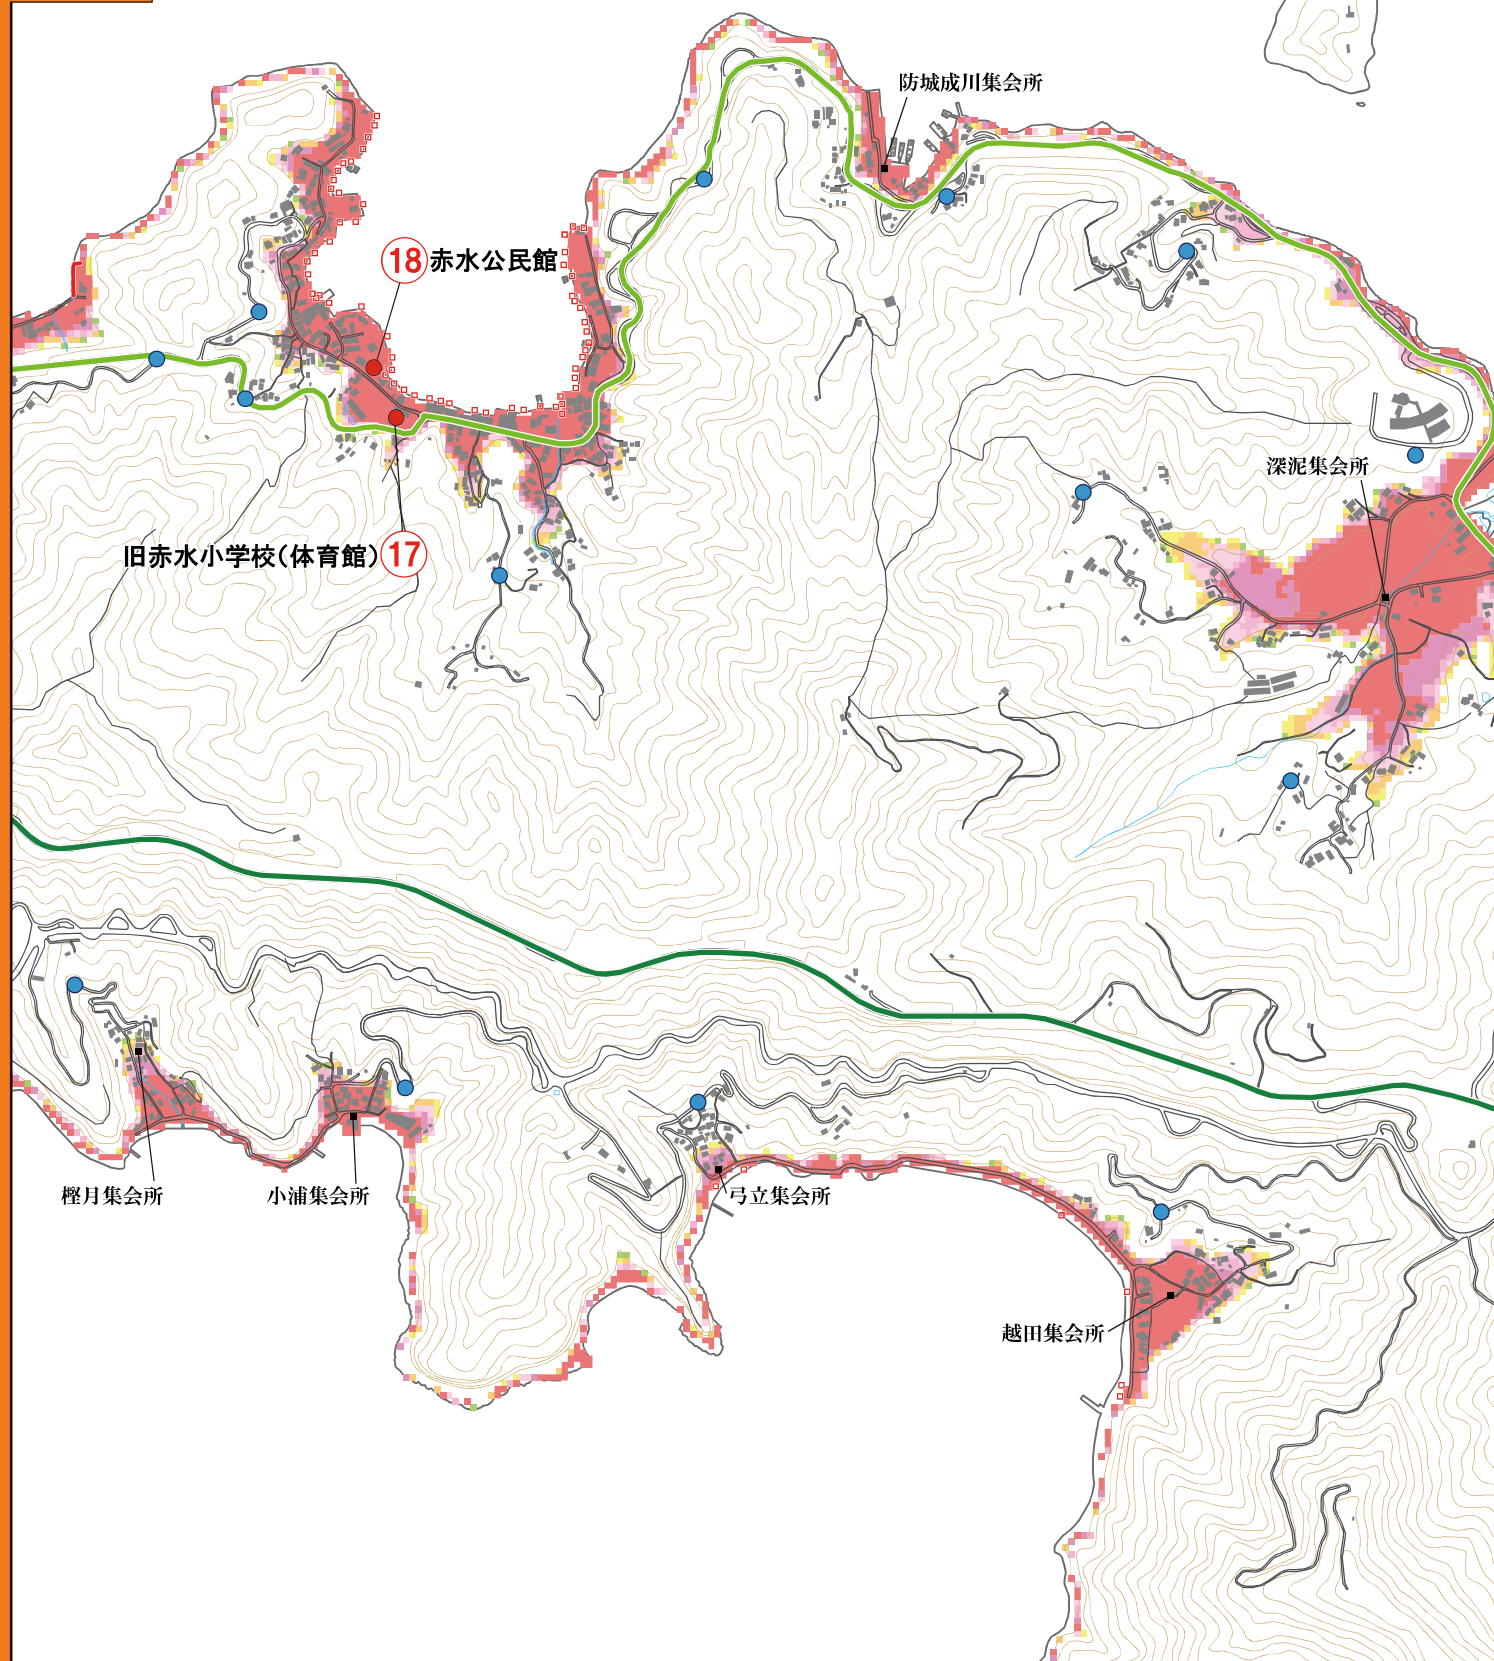 防城成川集会所
18 赤水公民館
深泥集会所
旧赤水小学校（体育館） 17
樫月集会所
小浦集会所
弓立集会所
越田集会所